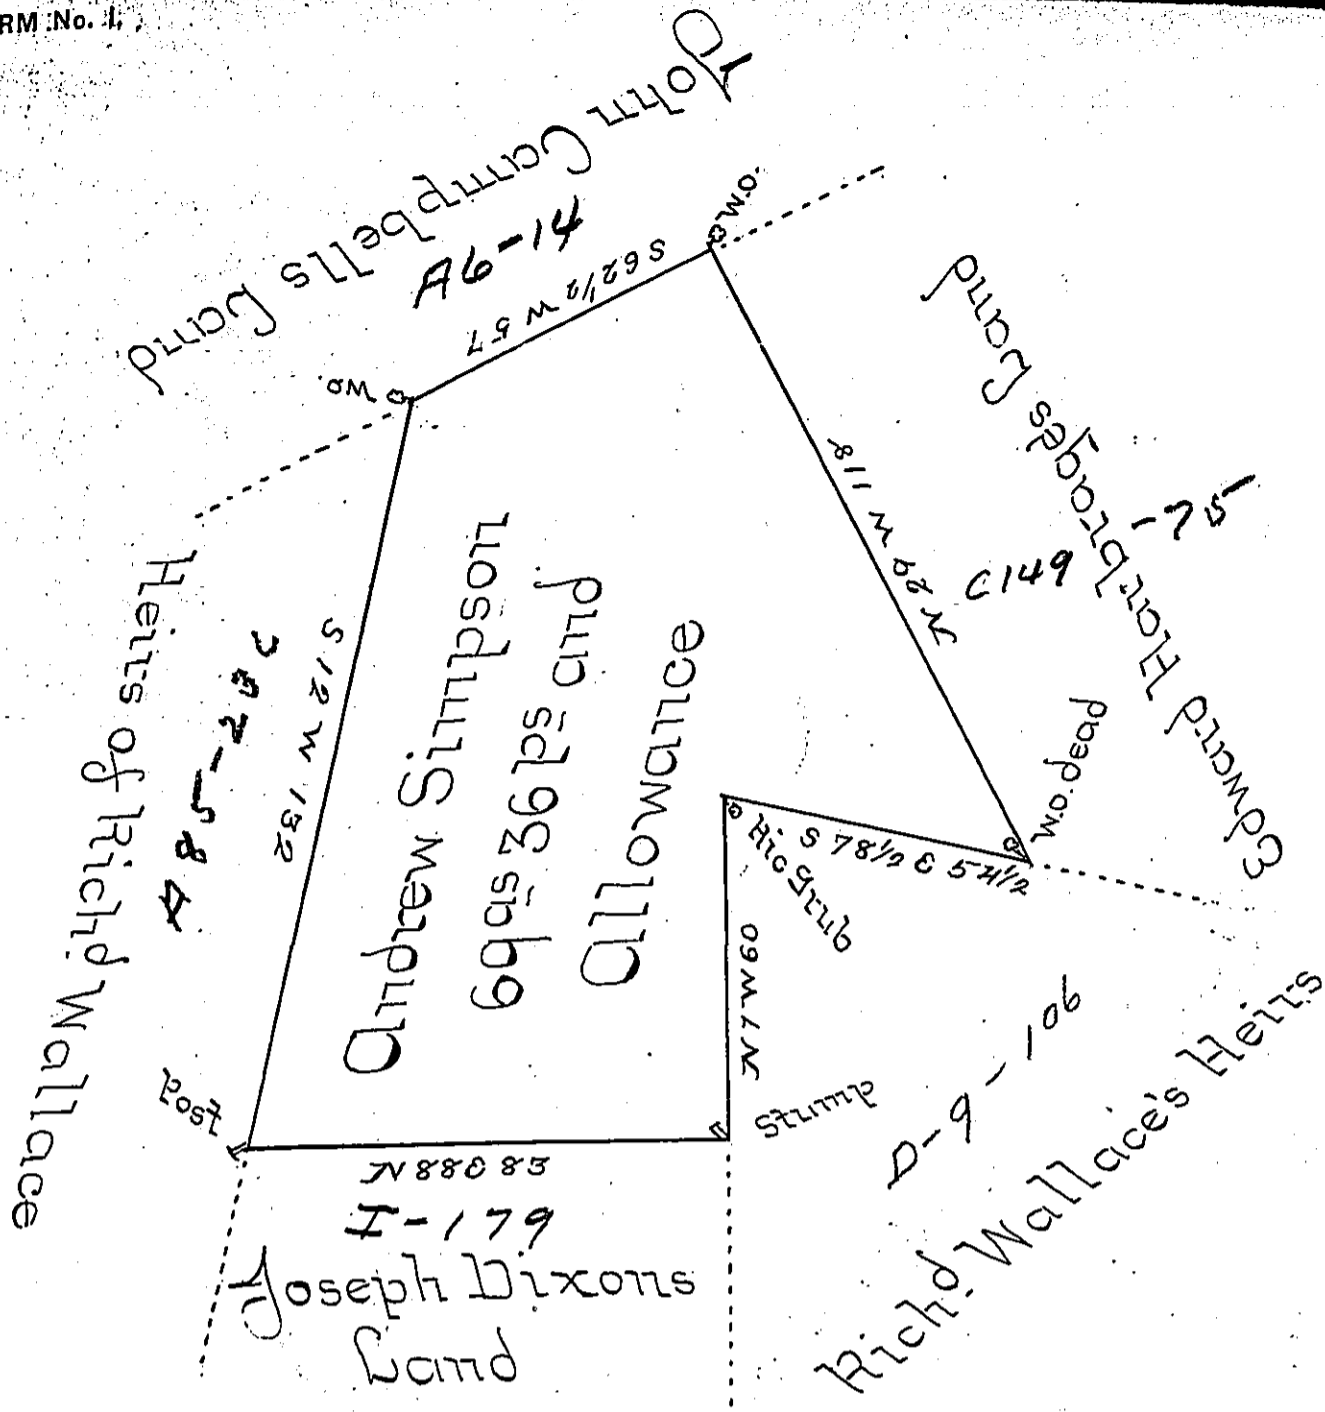 RM No. 1.
John Campbells Land.
A6-14
S 62½ W 57
W.O.
W.O.
Edward Harbrages Land
C149-75
N 29 W 118
W.O. dead
Heirs of Richd Wallace
S 12 W 132
Andrew Simpson
69as 36ps and
Allowance
S 78½ E 54½
Hic Grub
N 1 W 60
Stump
Post
N 88 E 83
I-179
Joseph Dixons
Land
D-9-106
Richd Wallace's Heirs